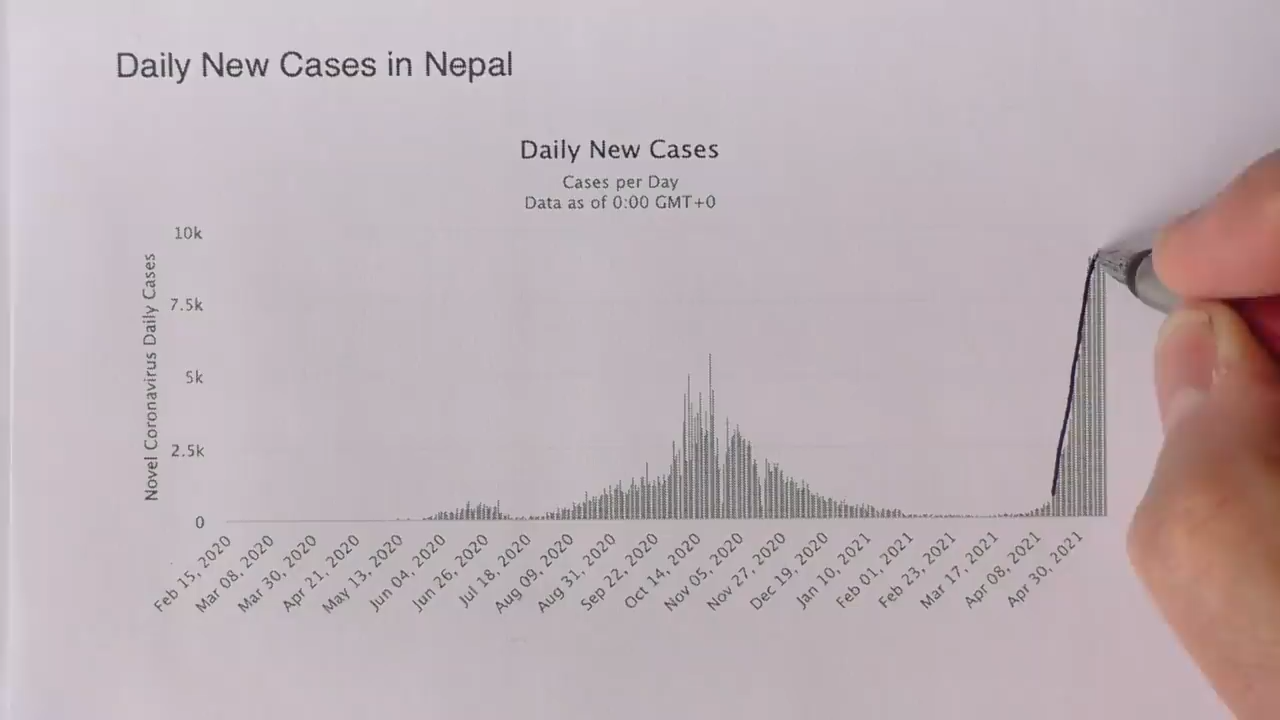 Daily New Cases in Nepal
Daily New Cases
Cases per Day
Data as of 0:00 GMT+0
Novel Coronavirus Daily Cases
10k
7.5k
5k
2.5k
0
Feb 15, 2020
Mar 08, 2020
Mar 30, 2020
Apr 21, 2020
May 13, 2020
Jun 04, 2020
Jun 26, 2020
Jul 18, 2020
Aug 09, 2020
Aug 31, 2020
Sep 22, 2020
Oct 14, 2020
Nov 05, 2020
Nov 27, 2020
Dec 19, 2020
Jan 10, 2021
Feb 01, 2021
Feb 23, 2021
Mar 17, 2021
Apr 08, 2021
Apr 30, 2021